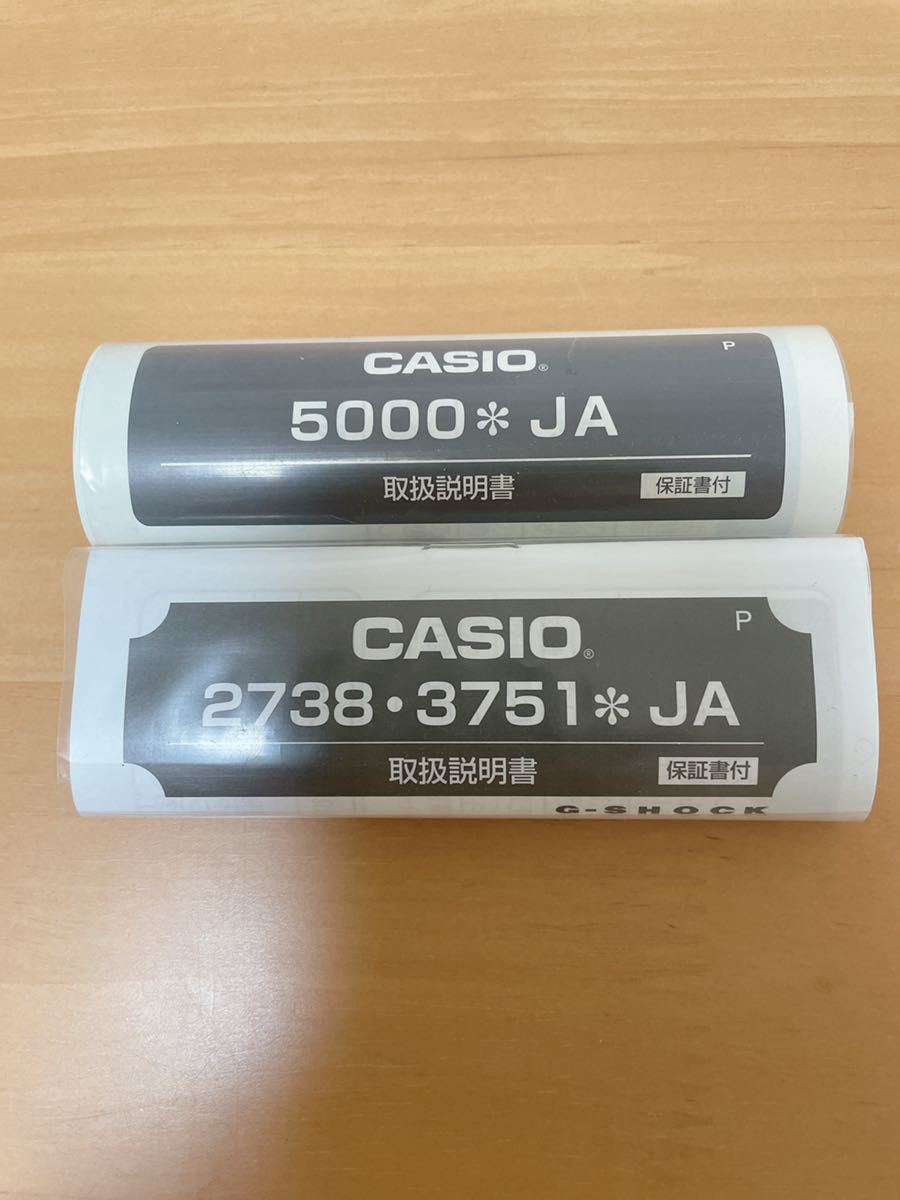 CASIO®
P
5000＊ JA
取扱説明書
保証書付
CASIO®
P
2738・3751＊ JA
取扱説明書
保証書付
G-SHOCK